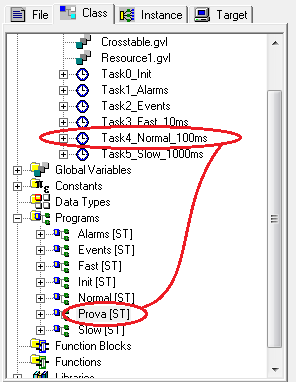 File Class Instance Target
Crosstable.gvl
Resource1.gvl
Task0_Init
Task1_Alarms
Task2_Events
Task3_Fast_10ms
Task4_Normal_100ms
Task5_Slow_1000ms
Global Variables
Constants
Data Types
Programs
Alarms [ST]
Events [ST]
Fast [ST]
Init [ST]
Normal [ST]
Prova [ST]
Slow [ST]
Function Blocks
Functions
Libraries